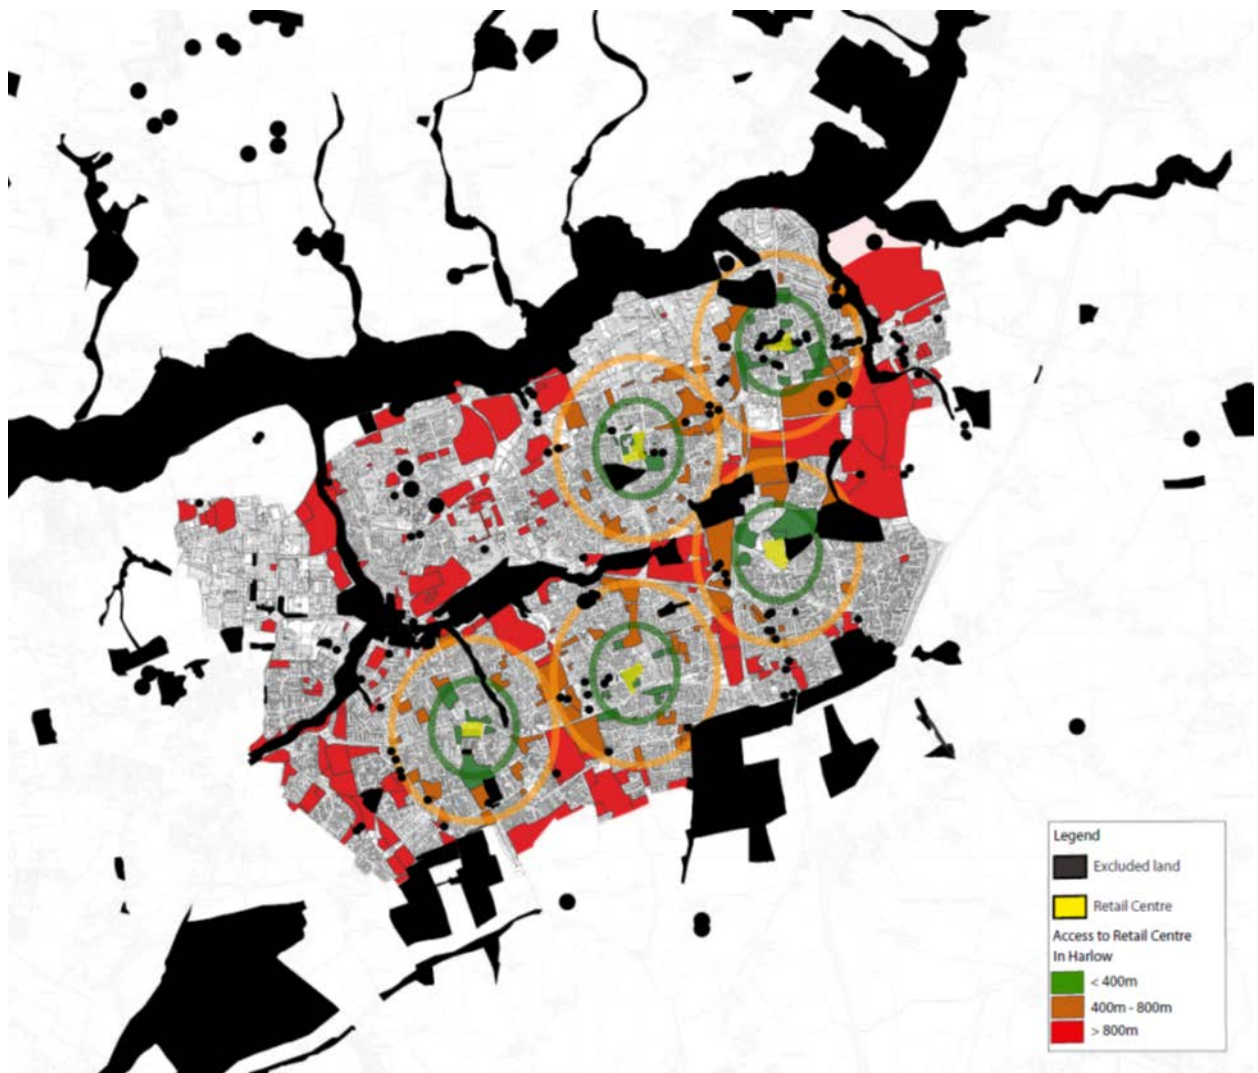 Legend
Excluded land
Retail Centre
Access to Retail Centre
In Harlow
< 400m
400m - 800m
> 800m